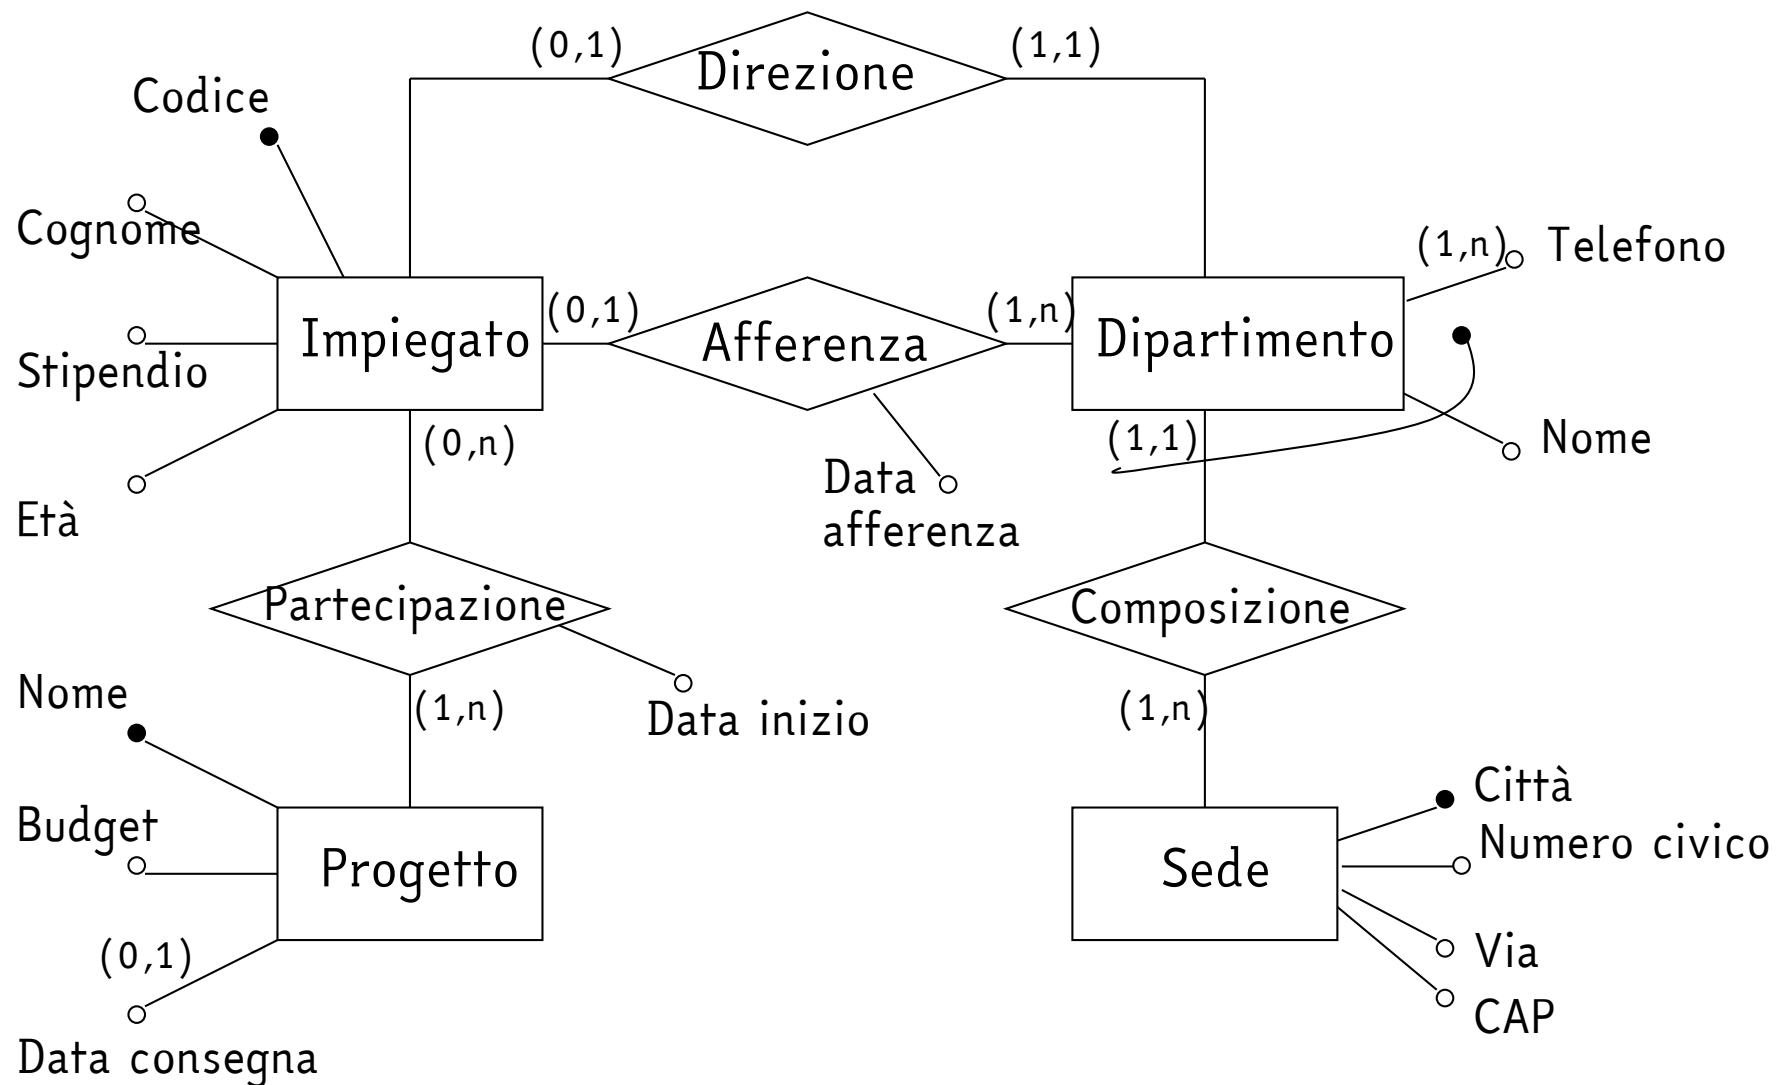 (0,1)
Direzione
(1,1)
Codice
Cognome
(1,n)
Telefono
Impiegato
(0,1)
Afferenza
(1,n)
Dipartimento
Stipendio
(0,n)
(1,1)
Nome
Data
afferenza
Età
Partecipazione
Composizione
Nome
(1,n)
Data inizio
(1,n)
Città
Budget
Numero civico
Progetto
Sede
(0,1)
Via
CAP
Data consegna